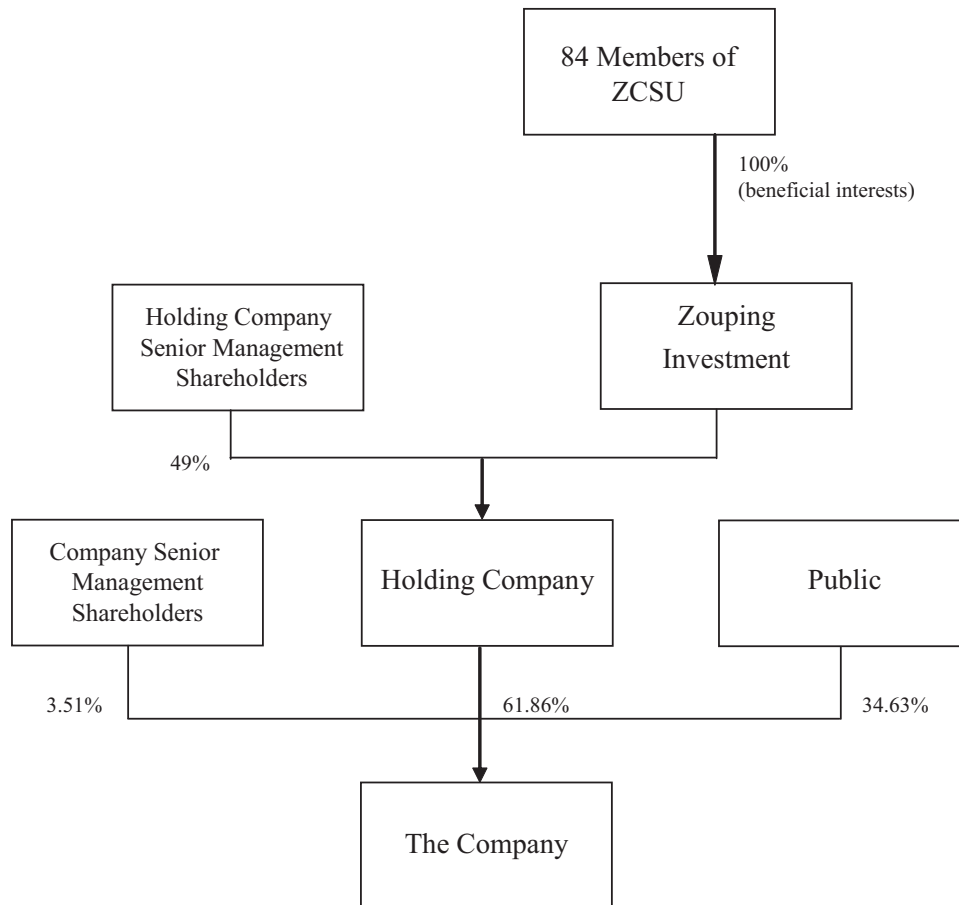 84 Members of
ZCSU
100%
(beneficial interests)
Holding Company
Senior Management
Shareholders
Zouping
Investment
49%
Company Senior
Management
Shareholders
Holding Company
Public
3.51%
61.86%
34.63%
The Company